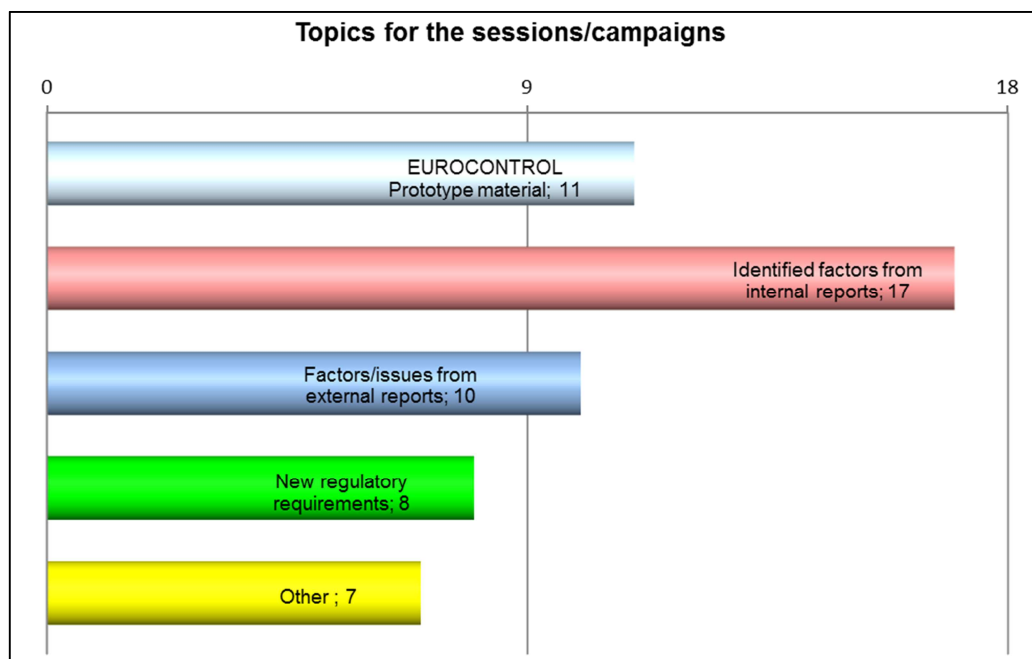 Topics for the sessions/campaigns
0 9 18
EUROCONTROL
Prototype material; 11
Identified factors from
internal reports; 17
Factors/issues from
external reports; 10
New regulatory
requirements; 8
Other ; 7